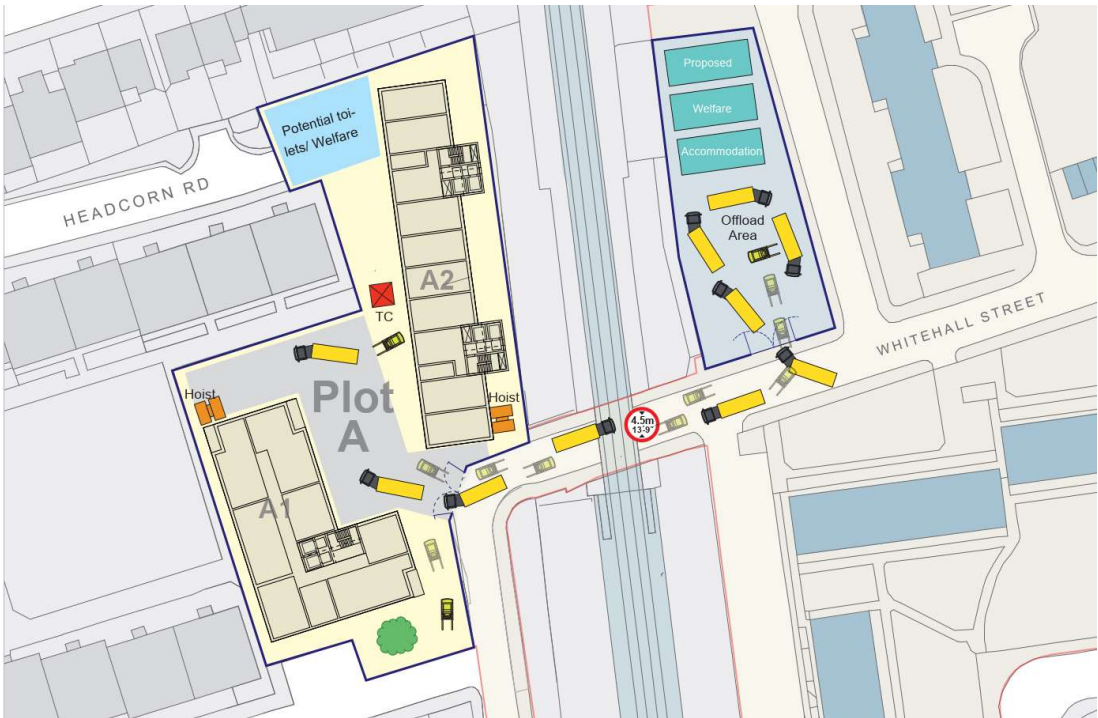 Proposed
Welfare
Accommodation
Potential toi-
lets/ Welfare
HEADCORN RD
Offload
Area
A2
TC
WHITEHALL STREET
Hoist
Plot
A
Hoist
4.5m
13'-9"
A1